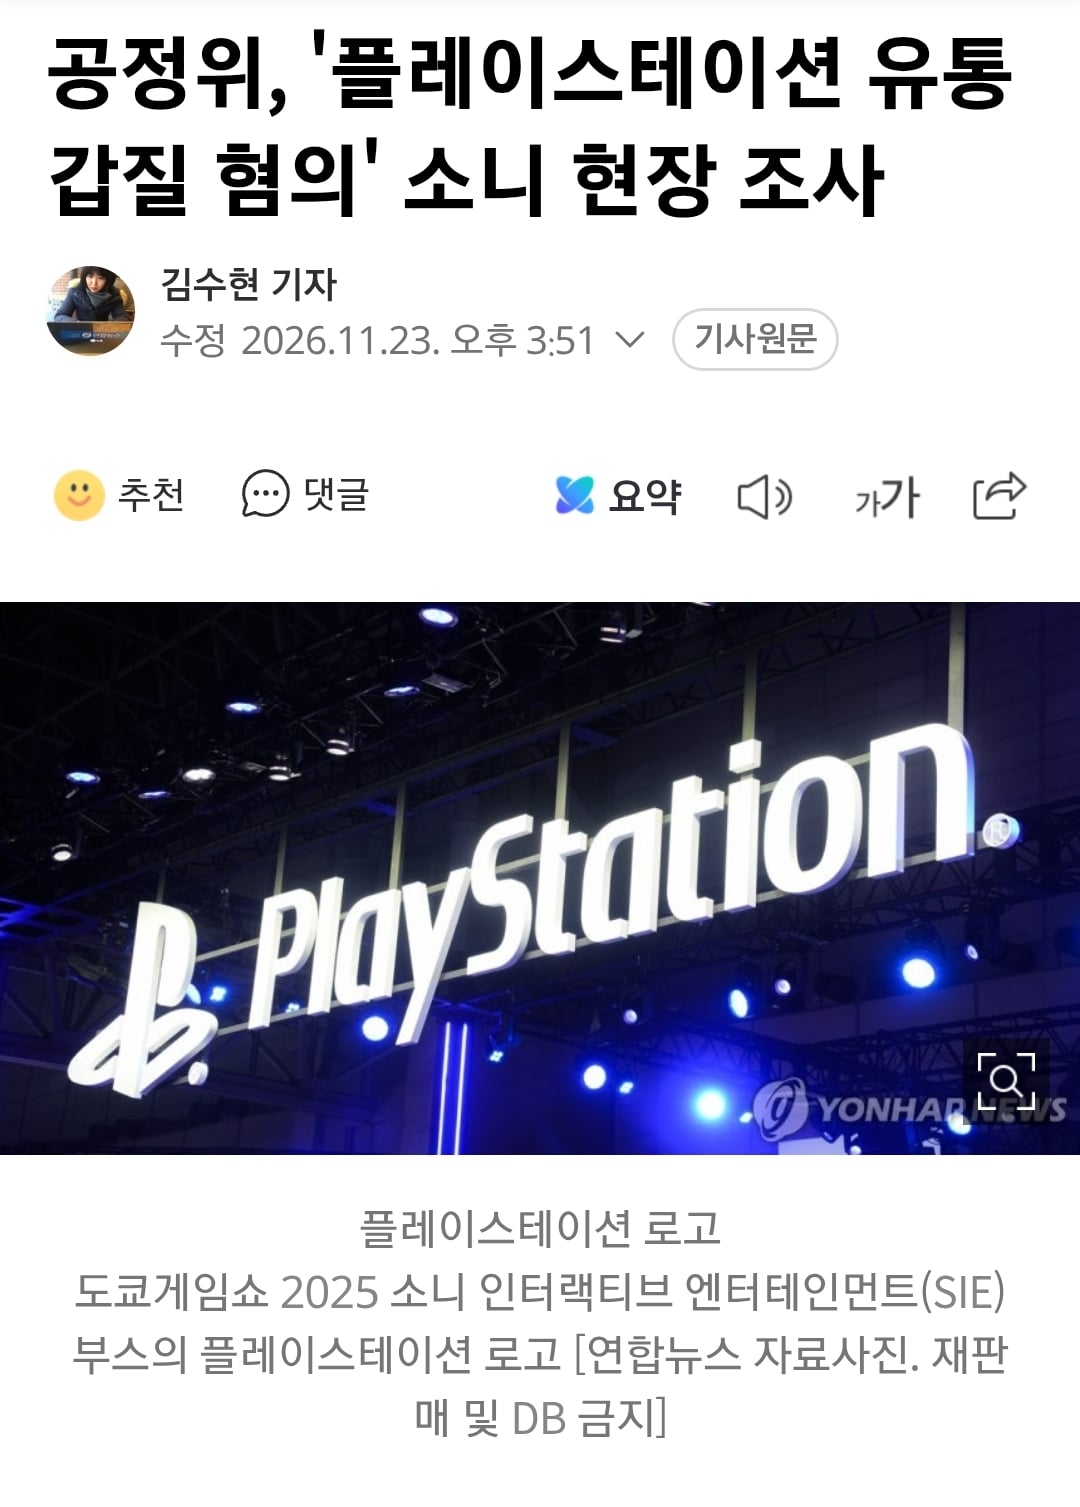 공정위, '플레이스테이션 유통
갑질 혐의' 소니 현장 조사
김수현 기자
수정 2026.11.23. 오후 3:51
기사원문
추천
댓글
요약
가가
PlayStation®
YONHAP NEWS
플레이스테이션 로고
도쿄게임쇼 2025 소니 인터랙티브 엔터테인먼트(SIE)
부스의 플레이스테이션 로고 [연합뉴스 자료사진. 재판
매 및 DB 금지]